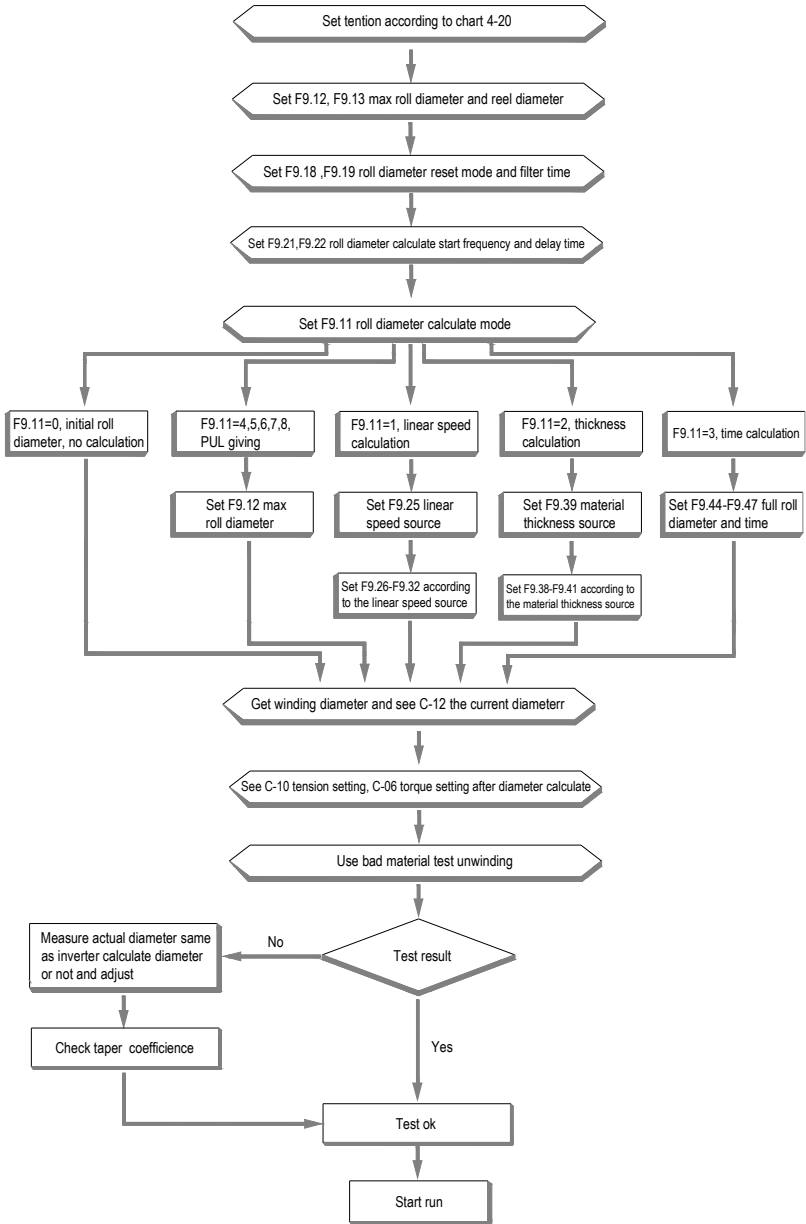 Set tention according to chart 4-20
Set F9.12, F9.13 max roll diameter and reel diameter
Set F9.18 ,F9.19 roll diameter reset mode and filter time
Set F9.21,F9.22 roll diameter calculate start frequency and delay time
Set F9.11 roll diameter calculate mode
F9.11=0, initial roll
diameter, no calculation
F9.11=4,5,6,7,8,
PUL giving
F9.11=1, linear speed
calculation
F9.11=2, thickness
calculation
F9.11=3, time calculation
Set F9.12 max
roll diameter
Set F9.25 linear
speed source
Set F9.39 material
thickness source
Set F9.44-F9.47 full roll
diameter and time
Set F9.26-F9.32 according
to the linear speed source
Set F9.38-F9.41 according to
the material thickness source
Get winding diameter and see C-12 the current diameterr
See C-10 tension setting, C-06 torque setting after diameter calculate
Use bad material test unwinding
Measure actual diameter same
as inverter calculate diameter
or not and adjust
No
Test result
Check taper coefficience
Yes
Test ok
Start run